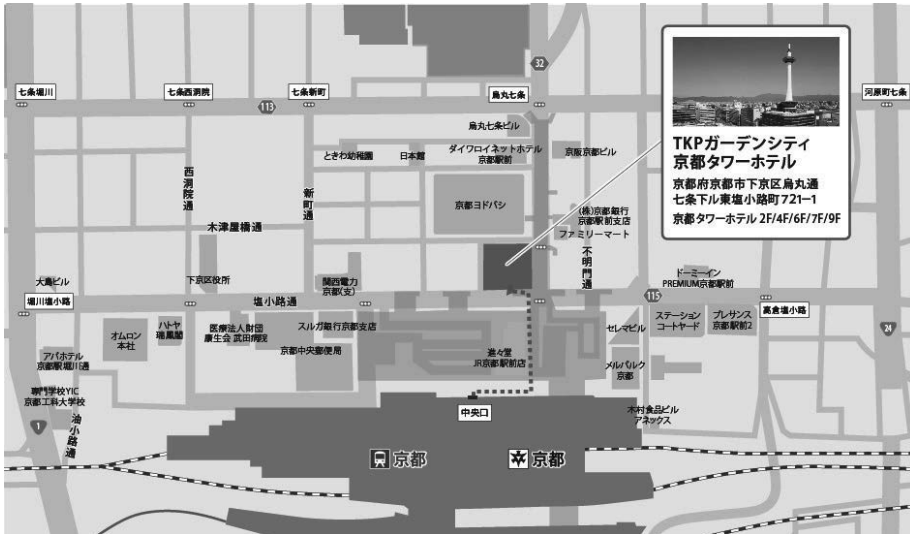 32
七条堀川
七条西洞院
113
七条新町
烏丸七条
河原町七条
烏丸七条ビル
ときわ幼稚園
日本館
ダイワロイネットホテル
京都駅前
京阪京都ビル
TKPガーデンシティ
京都タワーホテル
京都府京都市下京区烏丸通
七条下ル東塩小路町721−1
京都タワーホテル 2F/4F/6F/7F/9F
西洞院通
新町通
京都ヨドバシ
木津屋橋通
(株)京都銀行
京都駅前支店
ファミリーマート
不明門通
大島ビル
下京区役所
関西電力
京都(支)
ドーミーイン
PREMIUM京都駅前
堀川塩小路
塩小路通
115
高倉塩小路
オムロン
本社
ハトヤ
瑞鳳閣
医療法人財団
康生会 武田病院
スルガ銀行京都支店
京都中央郵便局
進々堂
JR京都駅前店
セレマビル
ステーション
コートヤード
プレサンス
京都駅前2
24
アパホテル
京都駅堀川通
メルパルク
京都
専門学校YIC
京都工科大学校
中央口
木村食品ビル
アネックス
1
油小路通
京都
京都